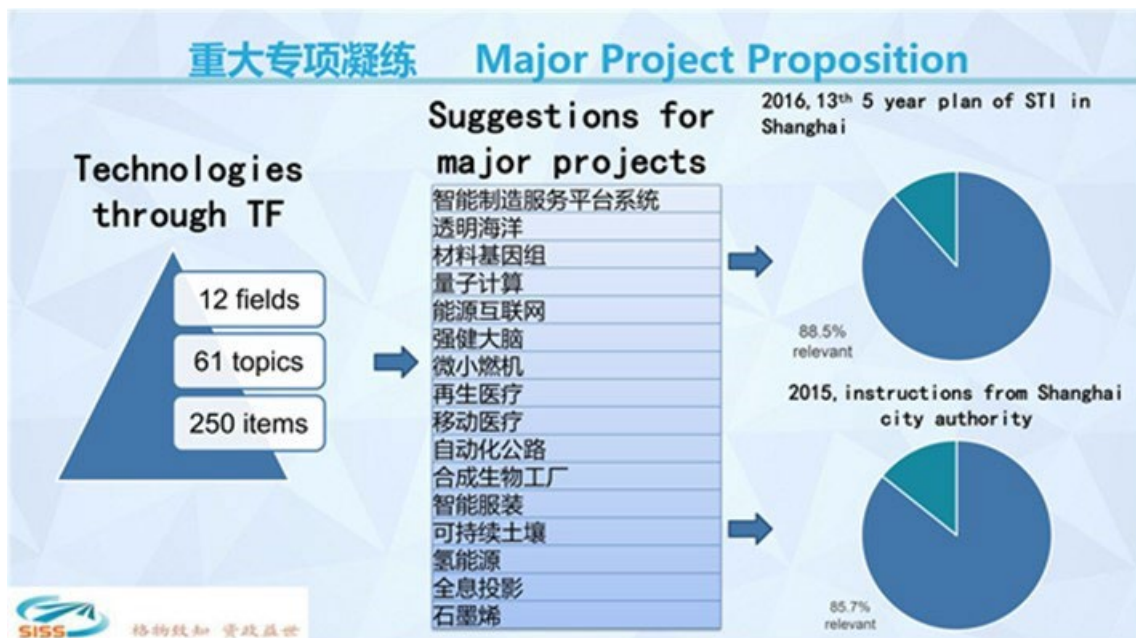 重大专项凝练 Major Project Proposition
Technologies
through TF
12 fields
61 topics
250 items
Suggestions for
major projects
智能制造服务平台系统
透明海洋
材料基因组
量子计算
能源互联网
强健大脑
微小燃机
再生医疗
移动医疗
自动化公路
合成生物工厂
智能服装
可持续土壤
氢能源
全息投影
石墨烯
2016, 13th 5 year plan of STI in
Shanghai
88.5%
relevant
2015, instructions from Shanghai
city authority
85.7%
relevant
SISS 格物致知 资政益世